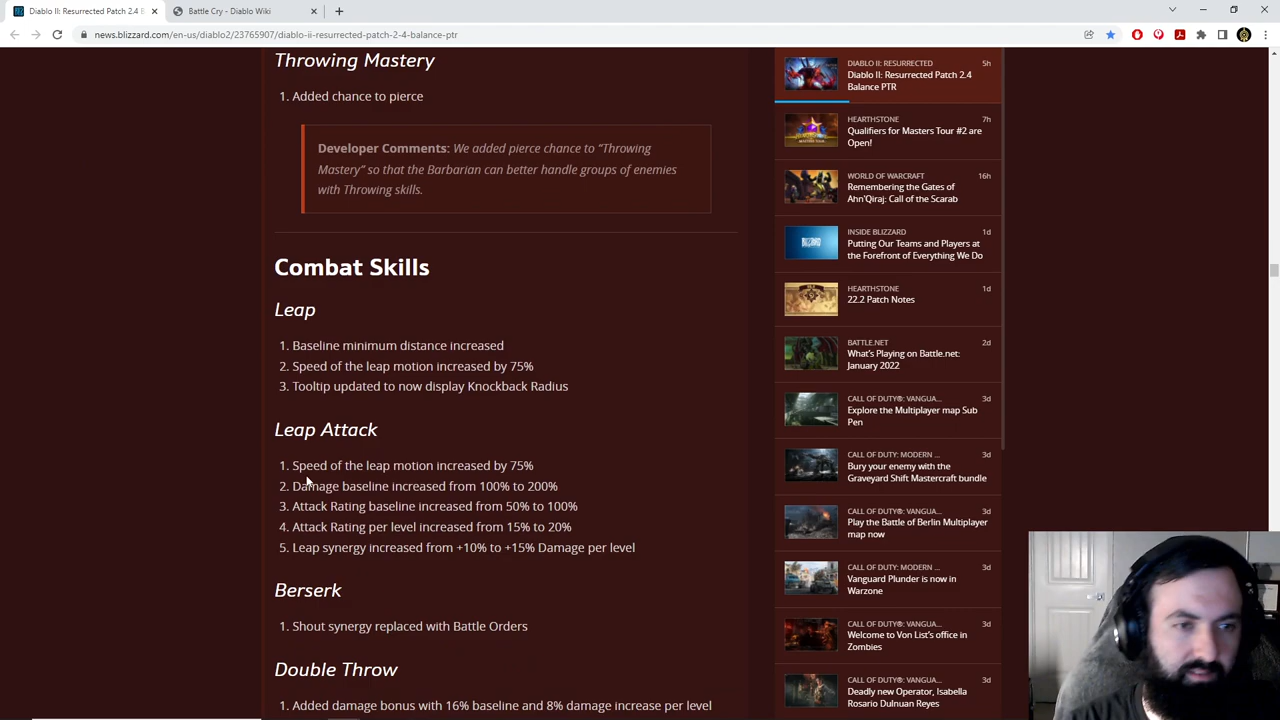 Diablo II: Resurrected Patch 2.4 B
Battle Cry - Diablo Wiki
news.blizzard.com/en-us/diablo2/23765907/diablo-ii-resurrected-patch-2-4-balance-ptr
Throwing Mastery
1. Added chance to pierce
Developer Comments: We added pierce chance to “Throwing
Mastery” so that the Barbarian can better handle groups of enemies
with Throwing skills.
Combat Skills
Leap
1. Baseline minimum distance increased
2. Speed of the leap motion increased by 75%
3. Tooltip updated to now display Knockback Radius
Leap Attack
1. Speed of the leap motion increased by 75%
2. Damage baseline increased from 100% to 200%
3. Attack Rating baseline increased from 50% to 100%
4. Attack Rating per level increased from 15% to 20%
5. Leap synergy increased from +10% to +15% Damage per level
Berserk
1. Shout synergy replaced with Battle Orders
Double Throw
1. Added damage bonus with 16% baseline and 8% damage increase per level
DIABLO II: RESURRECTED 5h
Diablo II: Resurrected Patch 2.4
Balance PTR
HEARTHSTONE 7h
Qualifiers for Masters Tour #2 are
Open!
WORLD OF WARCRAFT 16h
Remembering the Gates of
Ahn'Qiraj: Call of the Scarab
INSIDE BLIZZARD 1d
Putting Our Teams and Players at
the Forefront of Everything We Do
HEARTHSTONE 1d
22.2 Patch Notes
BATTLE.NET 2d
What’s Playing on Battle.net:
January 2022
CALL OF DUTY®: VANGUA... 3d
Explore the Multiplayer map Sub
Pen
CALL OF DUTY: MODERN ... 3d
Bury your enemy with the
Graveyard Shift Mastercraft bundle
CALL OF DUTY®: VANGUA... 3d
Play the Battle of Berlin Multiplayer
map now
CALL OF DUTY: MODERN ... 3d
Vanguard Plunder is now in
Warzone
CALL OF DUTY®: VANGUA... 3d
Welcome to Von List’s office in
Zombies
CALL OF DUTY®: VANGUA... 3d
Deadly new Operator, Isabella
Rosario Dulnuan Reyes